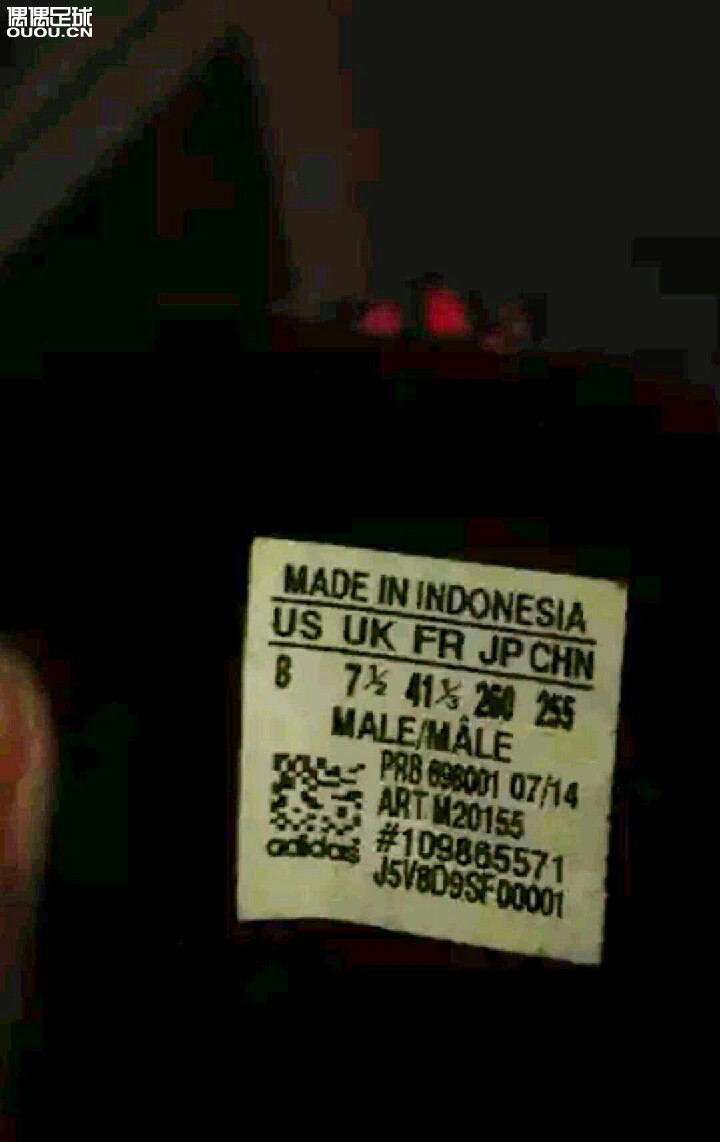 偶偶足球
OUOU.CN
MADE IN INDONESIA
US UK FR JP CHN
8 7½ 41⅓ 260 255
MALE/MÂLE
PRB 698001 07/14
ART M20155
#109865571
adidas
J5V8D9SF00001